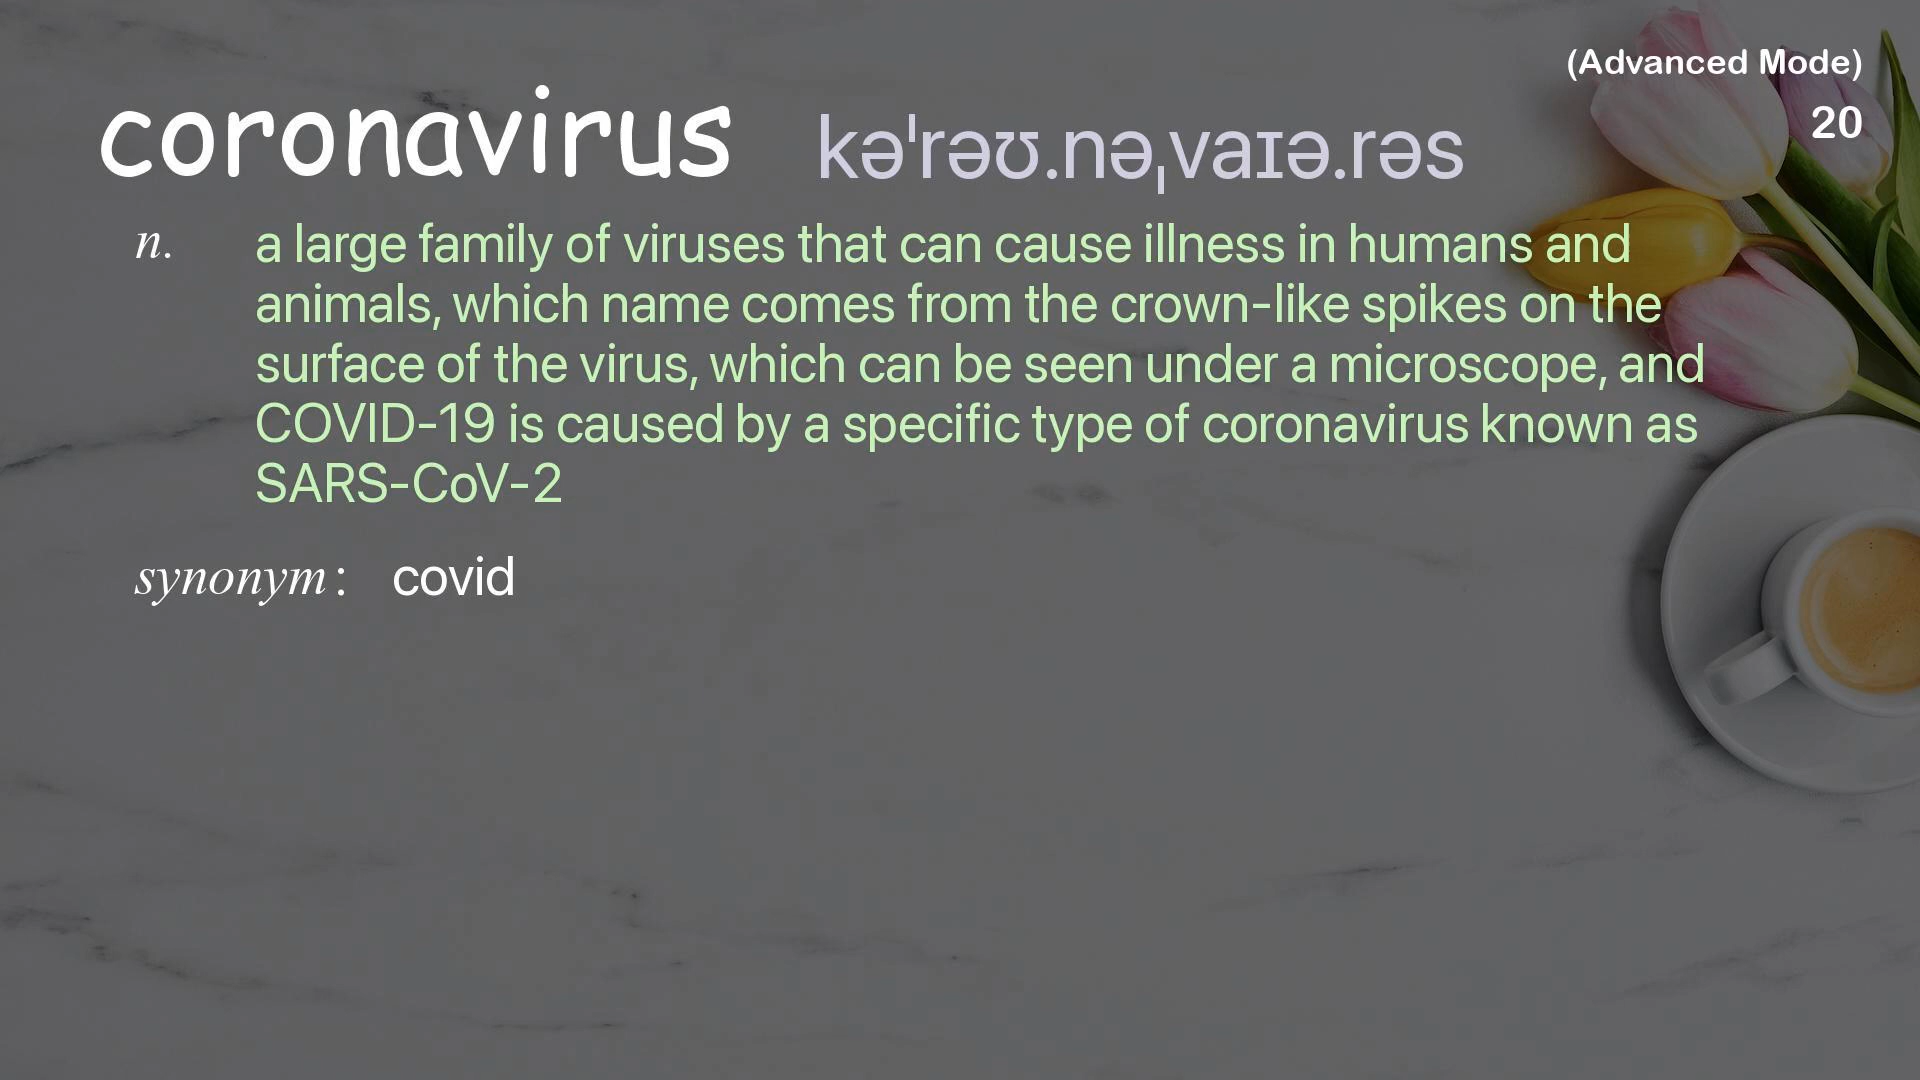 (Advanced Mode)
20
coronavirus kəˈrəʊ.nəˌvaɪə.rəs
n. a large family of viruses that can cause illness in humans and
animals, which name comes from the crown-like spikes on the
surface of the virus, which can be seen under a microscope, and
COVID-19 is caused by a specific type of coronavirus known as
SARS-CoV-2
synonym: covid